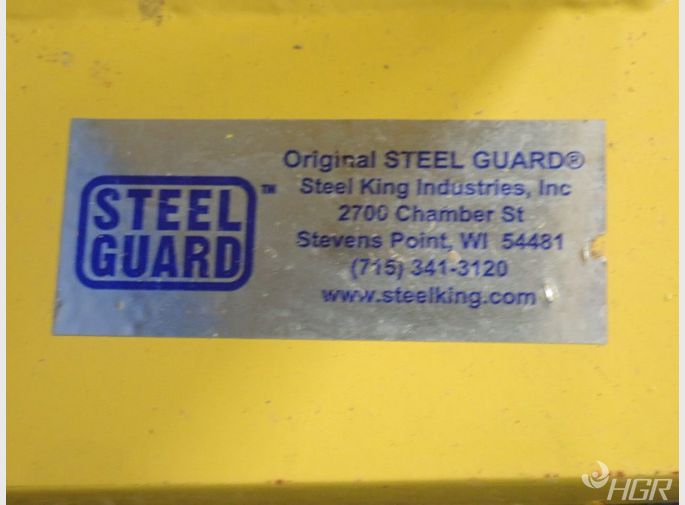 STEEL
GUARD
™
Original STEEL GUARD®
Steel King Industries, Inc
2700 Chamber St
Stevens Point, WI 54481
(715) 341-3120
www.steelking.com
HGR